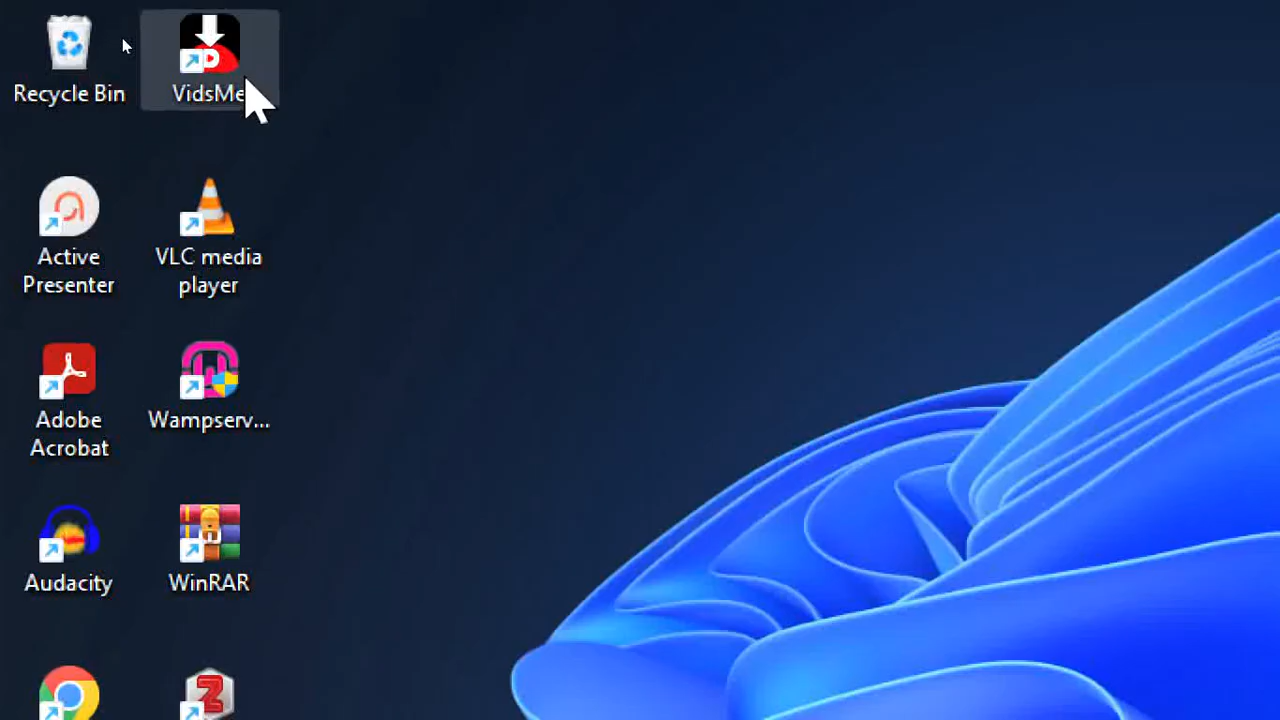 Recycle Bin
VidsMe
Active
Presenter
VLC media
player
Adobe
Acrobat
Wampserv...
Audacity
WinRAR